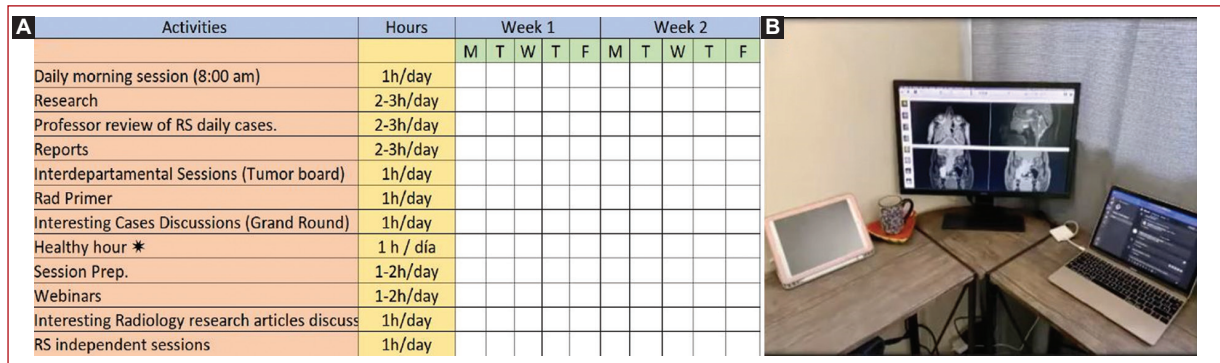 A
Activities Hours Week 1 Week 2
M T W T F M T W T F
Daily morning session (8:00 am) 1h/day
Research 2-3h/day
Professor review of RS daily cases. 2-3h/day
Reports 2-3h/day
Interdepartamental Sessions (Tumor board) 1h/day
Rad Primer 1h/day
Interesting Cases Discussions (Grand Round) 1h/day
Healthy hour ✷ 1 h / día
Session Prep. 1-2h/day
Webinars 1-2h/day
Interesting Radiology research articles discuss 1h/day
RS independent sessions 1h/day
B